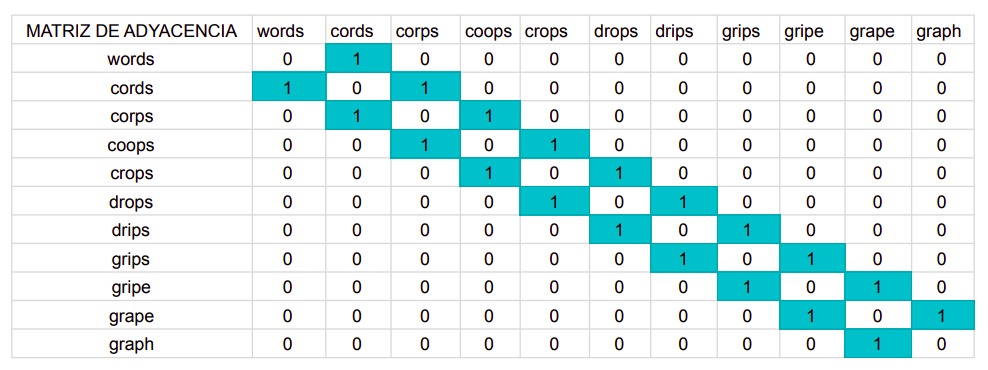 MATRIZ DE ADYACENCIA words cords corps coops crops drops drips grips gripe grape graph
words 0 1 0 0 0 0 0 0 0 0 0
cords 1 0 1 0 0 0 0 0 0 0 0
corps 0 1 0 1 0 0 0 0 0 0 0
coops 0 0 1 0 1 0 0 0 0 0 0
crops 0 0 0 1 0 1 0 0 0 0 0
drops 0 0 0 0 1 0 1 0 0 0 0
drips 0 0 0 0 0 1 0 1 0 0 0
grips 0 0 0 0 0 0 1 0 1 0 0
gripe 0 0 0 0 0 0 0 1 0 1 0
grape 0 0 0 0 0 0 0 0 1 0 1
graph 0 0 0 0 0 0 0 0 0 1 0